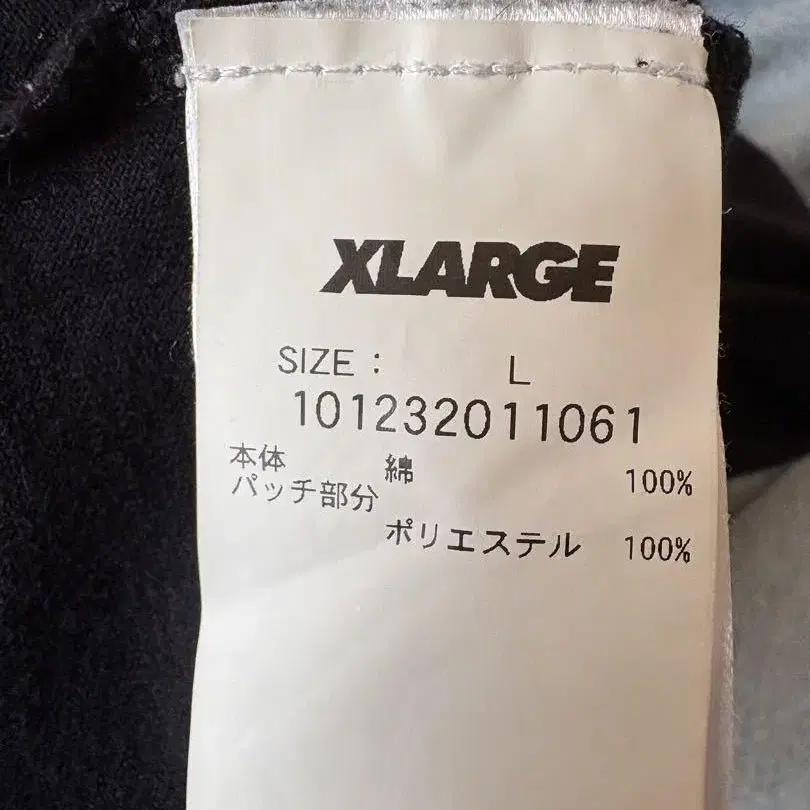 XLARGE
SIZE : L
101232011061
本体 綿 100%
パッチ部分
ポリエステル 100%